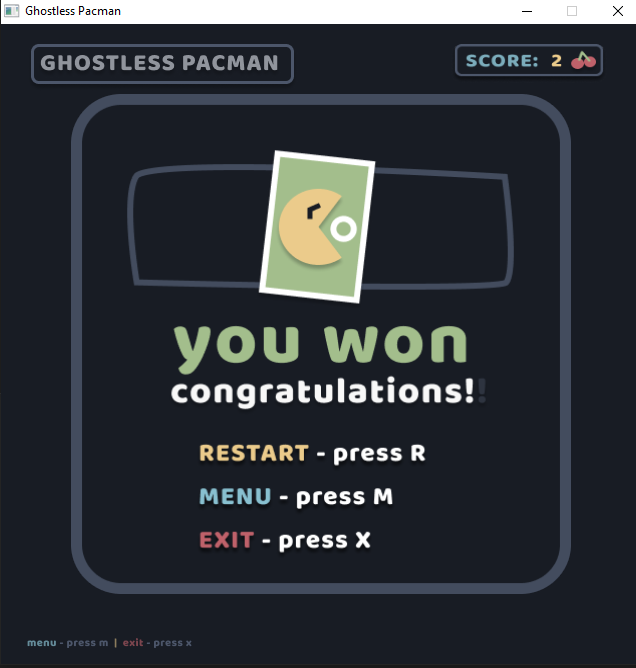 Ghostless Pacman
GHOSTLESS PACMAN
SCORE: 2
you won
congratulations!!
RESTART - press R
MENU - press M
EXIT - press X
menu - press m | exit - press x